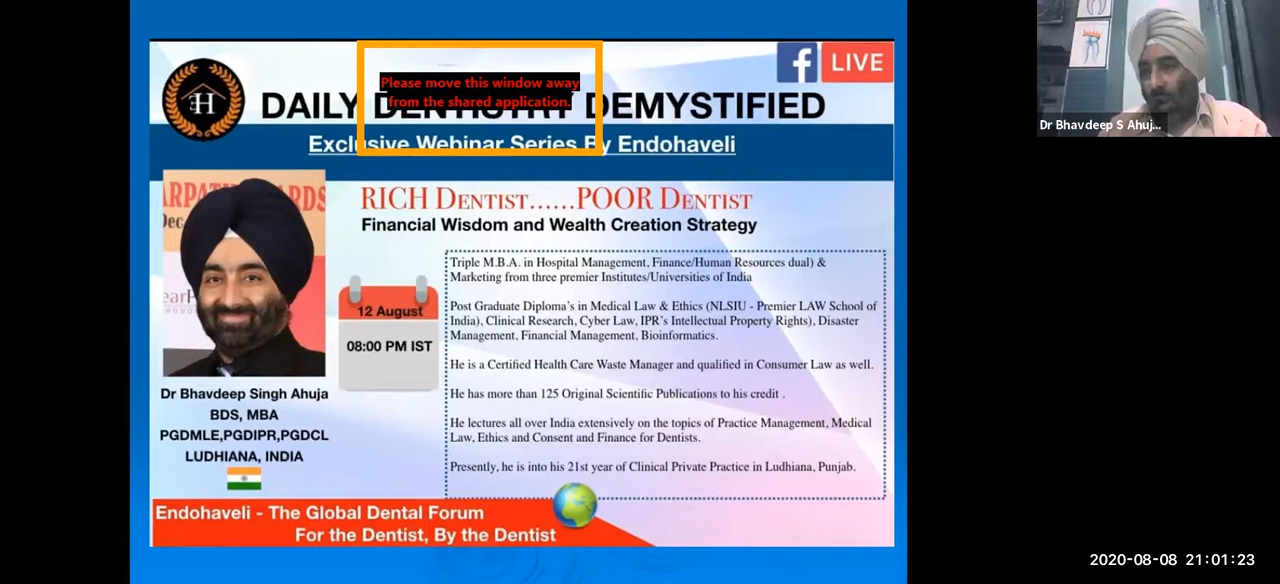 LIVE
HE
Please move this window away
from the shared application.
DAILY DENTISTRY DEMYSTIFIED
Exclusive Webinar Series By Endohaveli
RICH DENTIST......POOR DENTIST
Financial Wisdom and Wealth Creation Strategy
Triple M.B.A. in Hospital Management, Finance/Human Resources dual) &
Marketing from three premier Institutes/Universities of India
Post Graduate Diploma's in Medical Law & Ethics (NLSIU - Premier LAW School of
India), Clinical Research, Cyber Law, IPR's Intellectual Property Rights), Disaster
Management, Financial Management, Bioinformatics.
He is a Certified Health Care Waste Manager and qualified in Consumer Law as well.
He has more than 125 Original Scientific Publications to his credit .
He lectures all over India extensively on the topics of Practice Management, Medical
Law, Ethics and Consent and Finance for Dentists.
Presently, he is into his 21st year of Clinical Private Practice in Ludhiana, Punjab.
12 August
08:00 PM IST
Dr Bhavdeep Singh Ahuja
BDS, MBA
PGDMLE,PGDIPR,PGDCL
LUDHIANA, INDIA
Endohaveli - The Global Dental Forum
For the Dentist, By the Dentist
Dr Bhavdeep S Ahuj...
2020-08-08 21:01:23